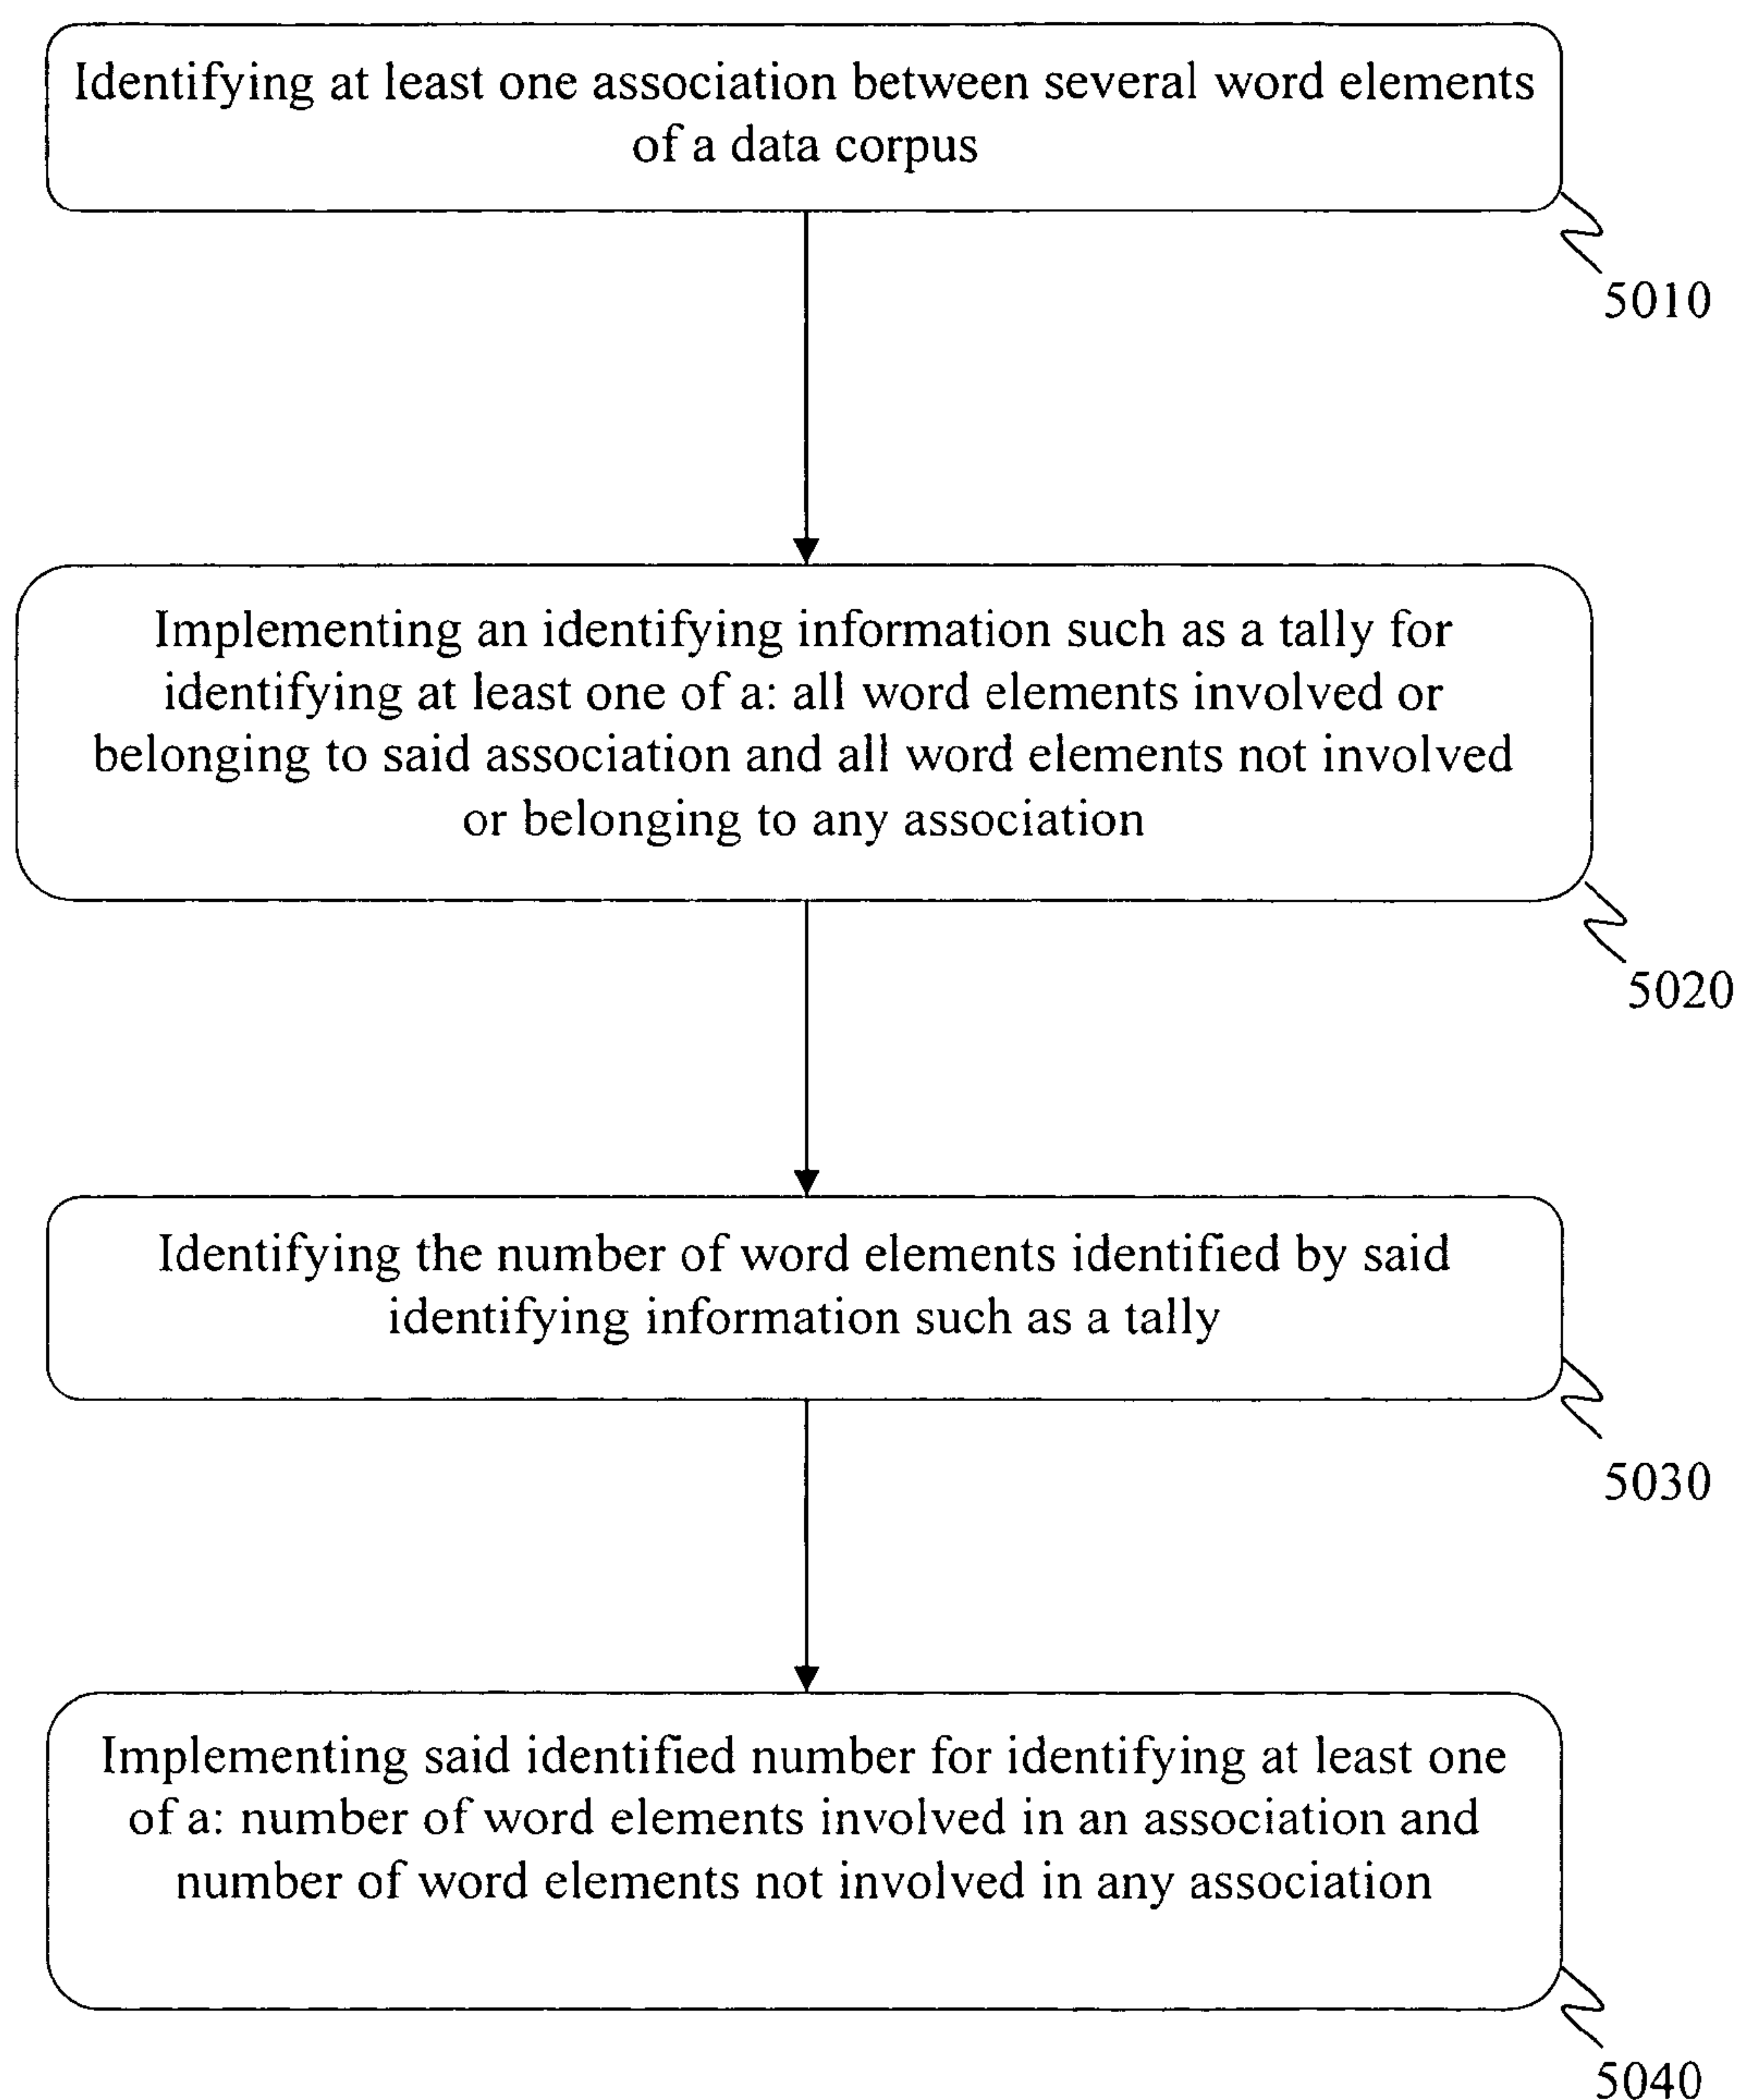 Identifying at least one association between several word elements
of a data corpus
5010
Implementing an identifying information such as a tally for
identifying at least one of a: all word elements involved or
belonging to said association and all word elements not involved
or belonging to any association
5020
Identifying the number of word elements identified by said
identifying information such as a tally
5030
Implementing said identified number for identifying at least one
of a: number of word elements involved in an association and
number of word elements not involved in any association
5040